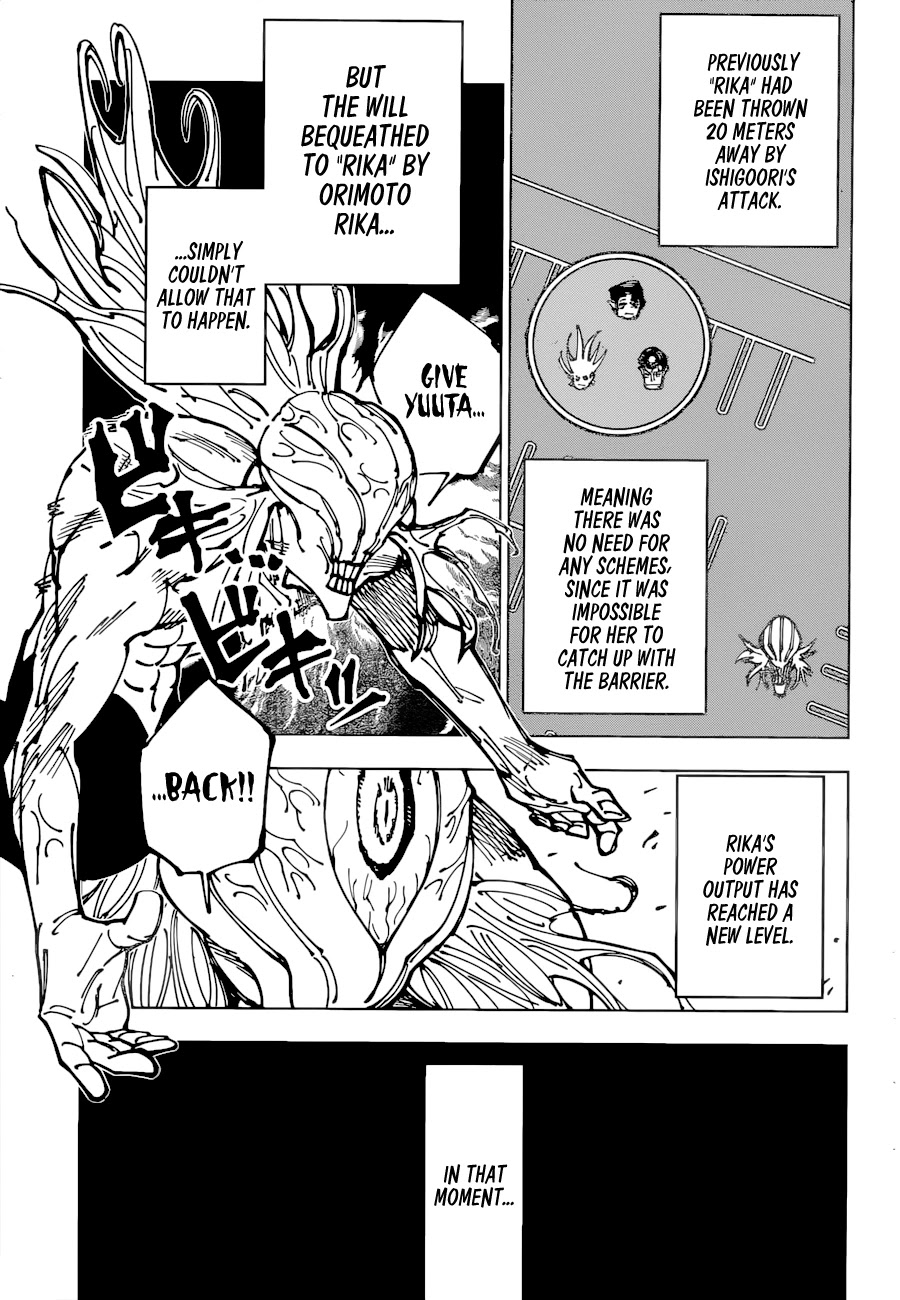 PREVIOUSLY
"RIKA" HAD
BEEN THROWN
20 METERS
AWAY BY
ISHIGOORI'S
ATTACK.
MEANING
THERE WAS
NO NEED FOR
ANY SCHEMES,
SINCE IT WAS
IMPOSSIBLE
FOR HER TO
CATCH UP WITH
THE BARRIER.
BUT
THE WILL
BEQUEATHED
TO "RIKA" BY
ORIMOTO
RIKA...
...SIMPLY
COULDN'T
ALLOW THAT
TO HAPPEN.
GIVE
YUUTA...
ビキ...
ビキッ
...BACK!!
RIKA'S
POWER
OUTPUT HAS
REACHED A
NEW LEVEL.
IN THAT
MOMENT...